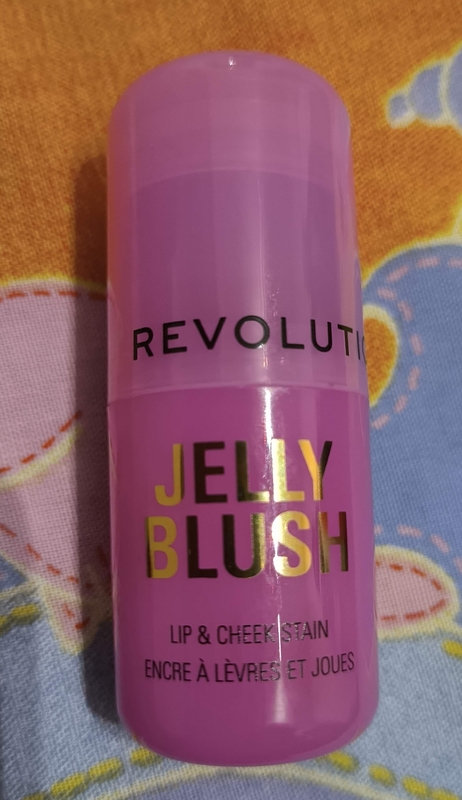 REVOLUTI
JELLY
BLUSH
LIP & CHEEK STAIN
ENCRE À LÈVRES ET JOUES